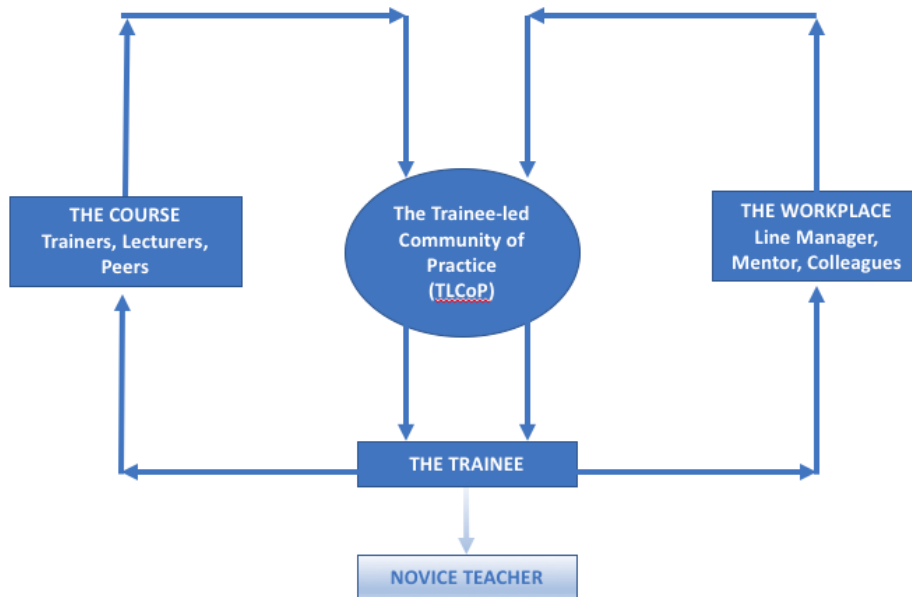 THE COURSE
Trainers, Lecturers,
Peers
The Trainee-led
Community of
Practice
(TLCoP)
THE WORKPLACE
Line Manager,
Mentor, Colleagues
THE TRAINEE
NOVICE TEACHER